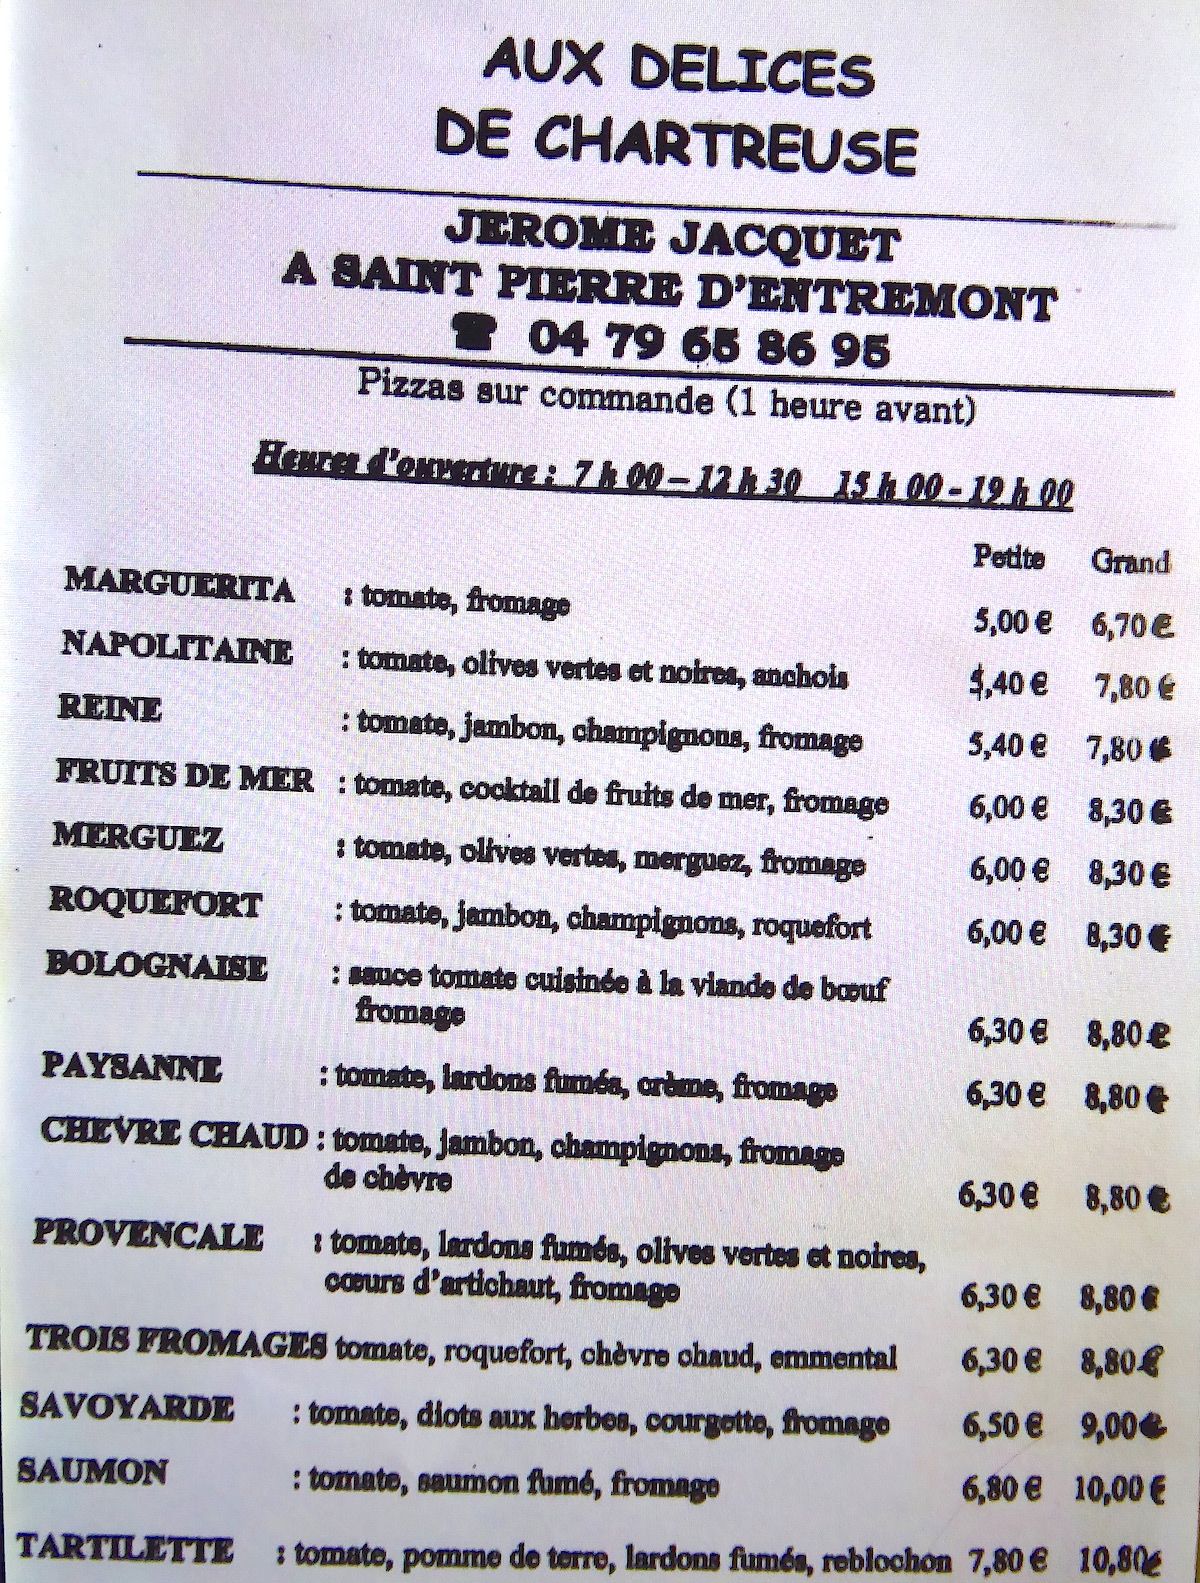 AUX DELICES
DE CHARTREUSE
JEROME JACQUET
A SAINT PIERRE D'ENTREMONT
☎ 04 79 65 86 95
Pizzas sur commande (1 heure avant)
Heures d'ouverture : 7 h 00 – 12 h 30 15 h 00 - 19 h 00
Petite Grand
MARGUERITA : tomate, fromage 5,00 € 6,70 €
NAPOLITAINE : tomate, olives vertes et noires, anchois 5,40 € 7,80 €
REINE : tomate, jambon, champignons, fromage 5,40 € 7,80 €
FRUITS DE MER : tomate, cocktail de fruits de mer, fromage 6,00 € 8,30 €
MERGUEZ : tomate, olives vertes, merguez, fromage 6,00 € 8,30 €
ROQUEFORT : tomate, jambon, champignons, roquefort 6,00 € 8,30 €
BOLOGNAISE : sauce tomate cuisinée à la viande de bœuf
fromage 6,30 € 8,80 €
PAYSANNE : tomate, lardons fumés, crème, fromage 6,30 € 8,80 €
CHEVRE CHAUD : tomate, jambon, champignons, fromage
de chèvre 6,30 € 8,80 €
PROVENCALE : tomate, lardons fumés, olives vertes et noires,
cœurs d'artichaut, fromage 6,30 € 8,80 €
TROIS FROMAGES tomate, roquefort, chèvre chaud, emmental 6,30 € 8,80 €
SAVOYARDE : tomate, diots aux herbes, courgette, fromage 6,50 € 9,00 €
SAUMON : tomate, saumon fumé, fromage 6,80 € 10,00 €
TARTILETTE : tomate, pomme de terre, lardons fumés, reblochon 7,80 € 10,80 €